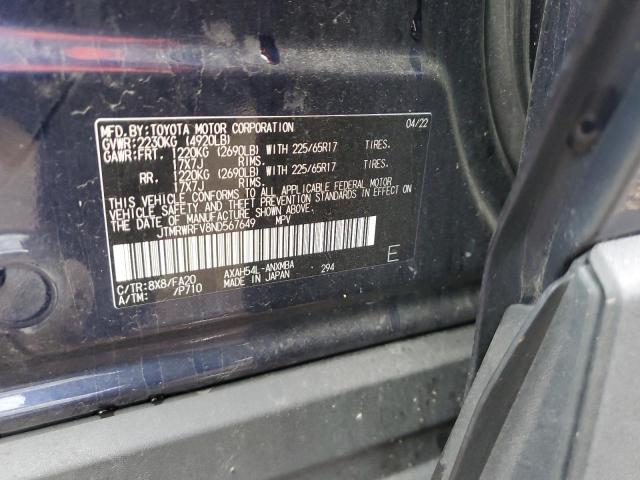 MFD.BY:TOYOTA MOTOR CORPORATION 04/22
GVWR:2230KG (4920LB)
GAWR:FRT. 1220KG (2690LB) WITH 225/65R17 TIRES.
17X7J RIMS.
RR. 1220KG (2690LB) WITH 225/65R17 TIRES.
17X7J RIMS.
THIS VEHICLE CONFORMS TO ALL APPLICABLE FEDERAL MOTOR
VEHICLE SAFETY AND THEFT PREVENTION STANDARDS IN EFFECT ON
THE DATE OF MANUFACTURE SHOWN ABOVE.
JTMRWRFV8ND567649 MPV
E
C/TR:8X8/FA20 AXAH54L-ANXMBA 294
A/TM: /P710 MADE IN JAPAN